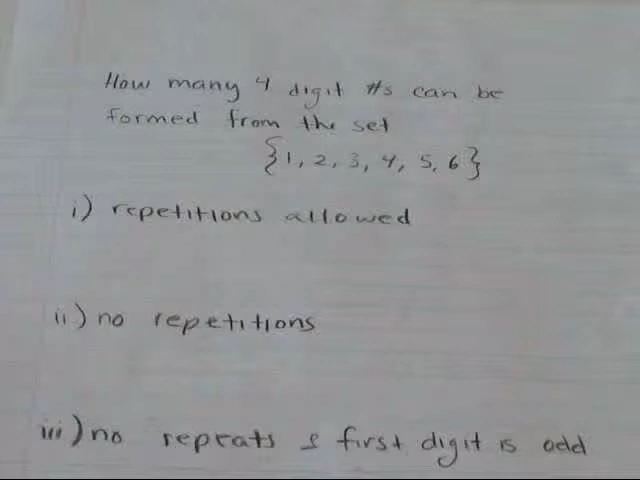 How many 4 digit #s can be
formed from the set
{1, 2, 3, 4, 5, 6}
i) repetitions allowed
ii) no repetitions
iii) no repeats & first digit is odd